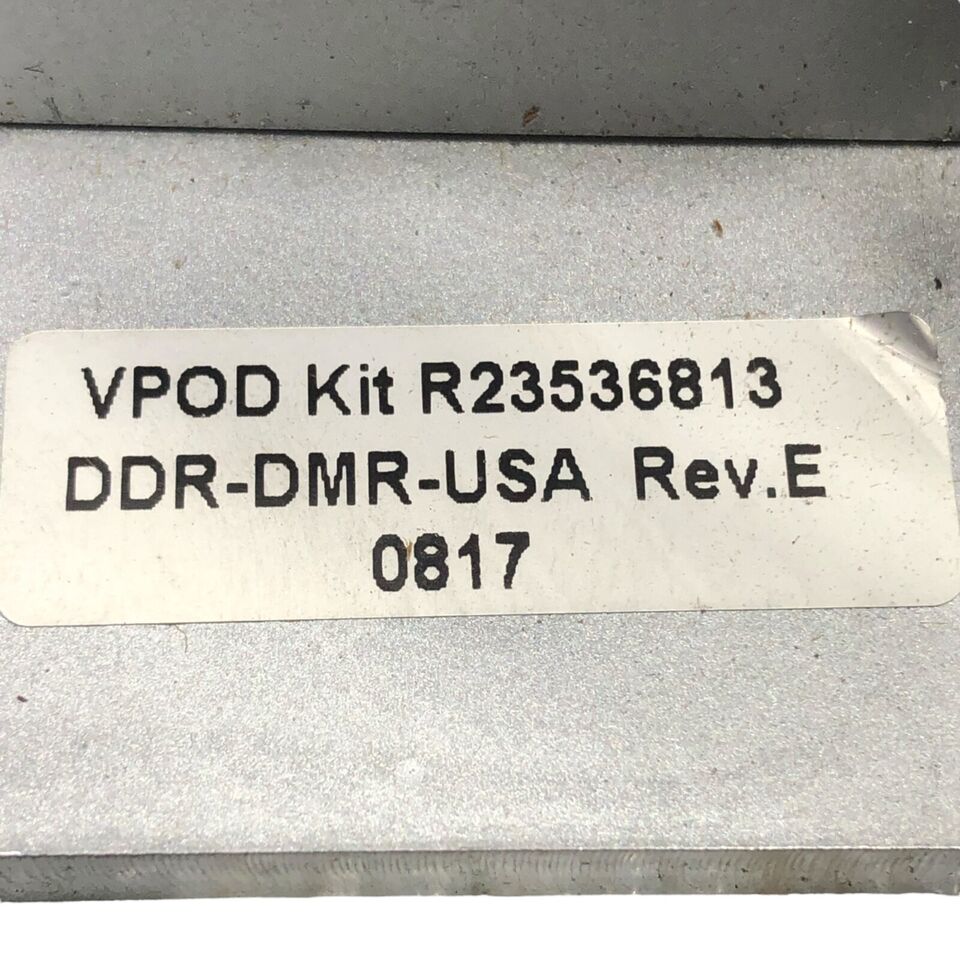 VPOD Kit R23536813
DDR-DMR-USA Rev.E
0817